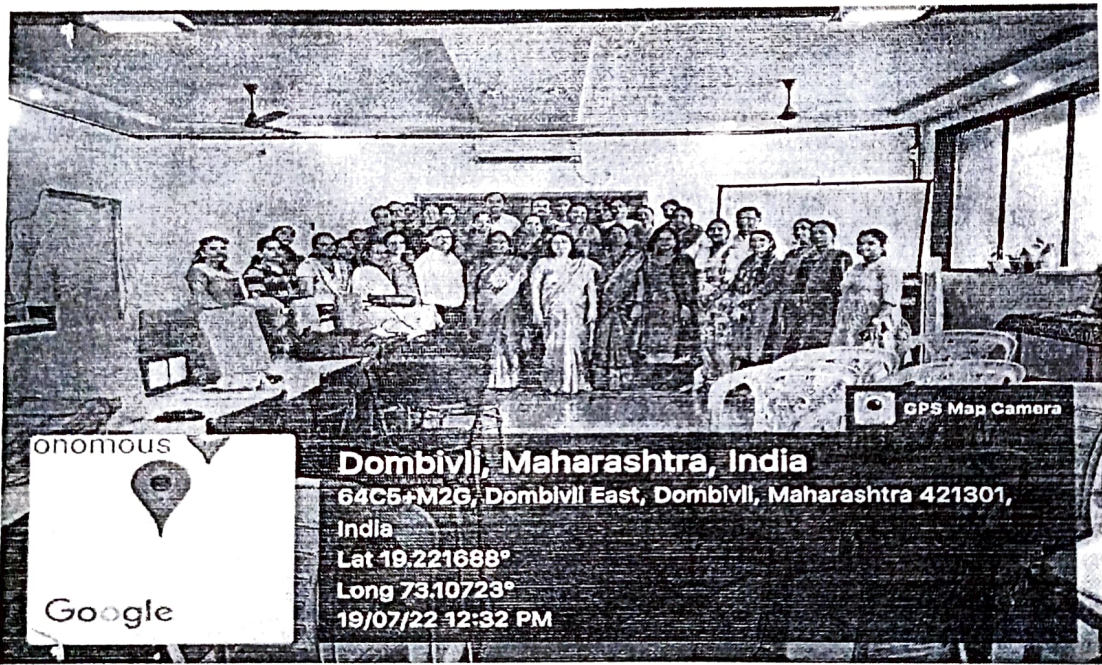 GPS Map Camera
onomous
Google
Dombivli, Maharashtra, India
64C5+M2G, Dombivli East, Dombivli, Maharashtra 421301,
India
Lat 19.221688°
Long 73.10723°
19/07/22 12:32 PM